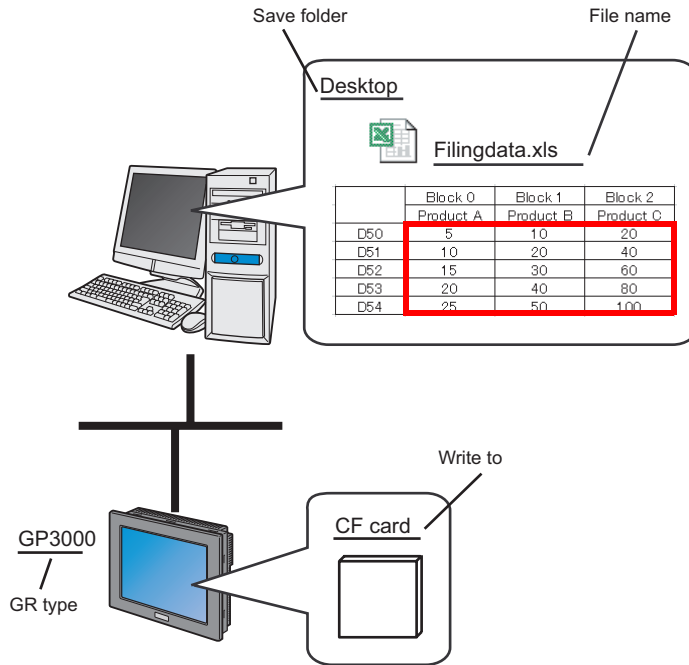 Save folder
File name
Desktop
Filingdata.xls
Block 0 Block 1 Block 2
Product A Product B Product C
D50 5 10 20
D51 10 20 40
D52 15 30 60
D53 20 40 80
D54 25 50 100
Write to
CF card
GP3000
GR type